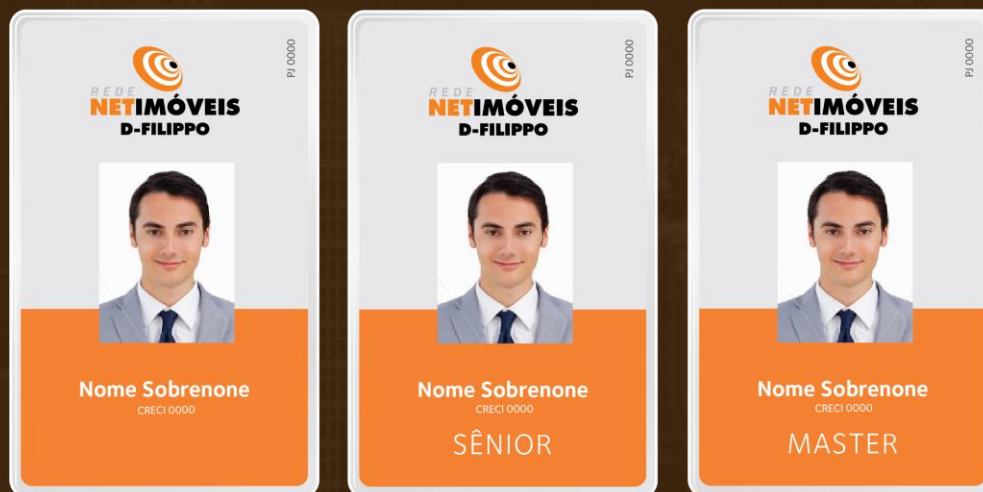 PJ 0000
REDE
NETIMÓVEIS
D-FILIPPO
Nome Sobrenone
CRECI 0000
PJ 0000
REDE
NETIMÓVEIS
D-FILIPPO
Nome Sobrenone
CRECI 0000
SÊNIOR
PJ 0000
REDE
NETIMÓVEIS
D-FILIPPO
Nome Sobrenone
CRECI 0000
MASTER